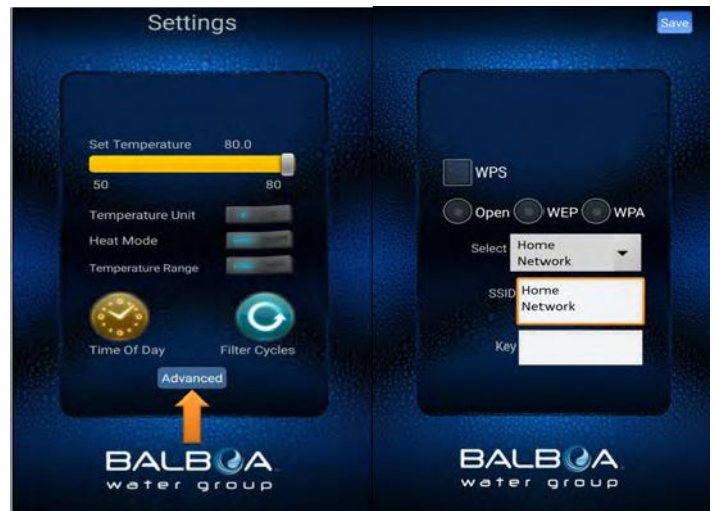 Settings
Set Temperature 80.0
50 80
Temperature Unit
Heat Mode
Temperature Range
Time Of Day Filter Cycles
Advanced
BALBOA
water group
Save
WPS
Open WEP WPA
Select Home
Network
SSID Home
Network
Key
BALBOA
water group